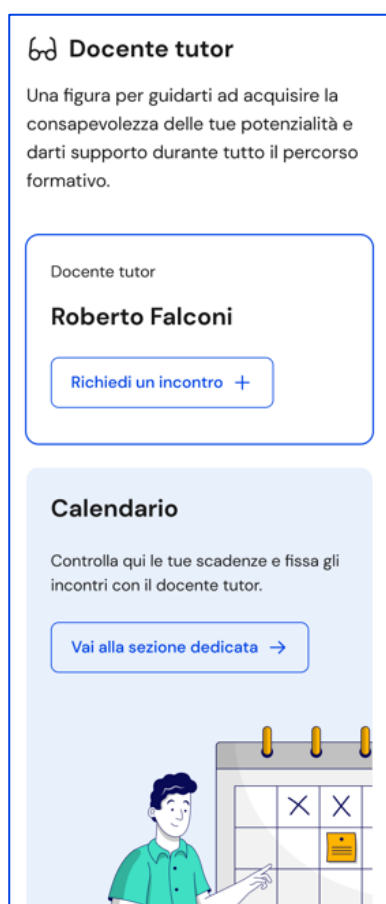 Docente tutor
Una figura per guidarti ad acquisire la
consapevolezza delle tue potenzialità e
darti supporto durante tutto il percorso
formativo.
Docente tutor
Roberto Falconi
Richiedi un incontro +
Calendario
Controlla qui le tue scadenze e fissa gli
incontri con il docente tutor.
Vai alla sezione dedicata →